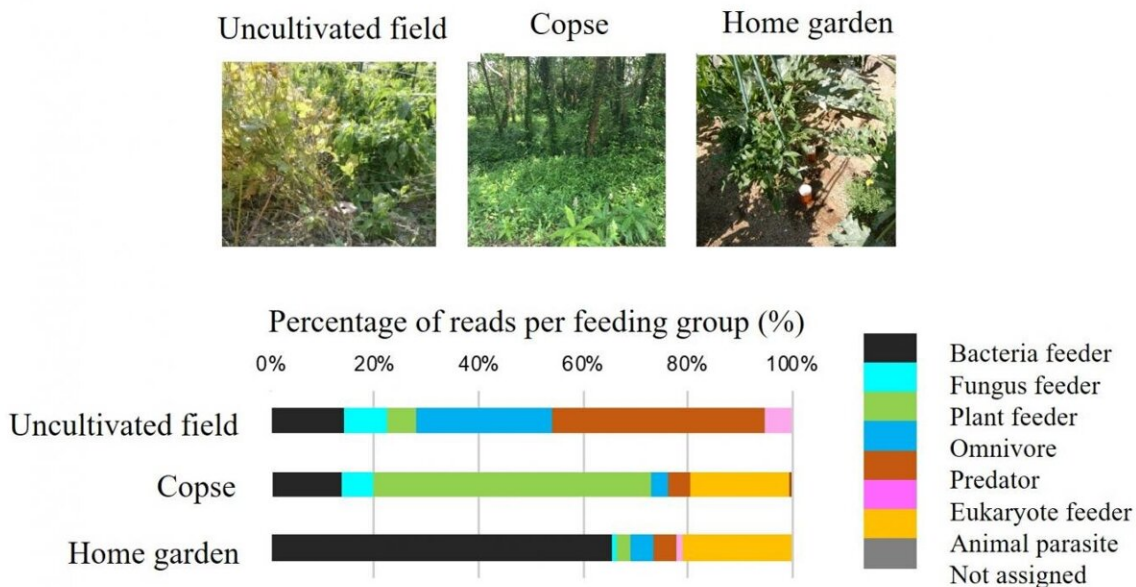 Uncultivated field
Copse
Home garden
Percentage of reads per feeding group (%)
0% 20% 40% 60% 80% 100%
Uncultivated field
Copse
Home garden
Bacteria feeder
Fungus feeder
Plant feeder
Omnivore
Predator
Eukaryote feeder
Animal parasite
Not assigned